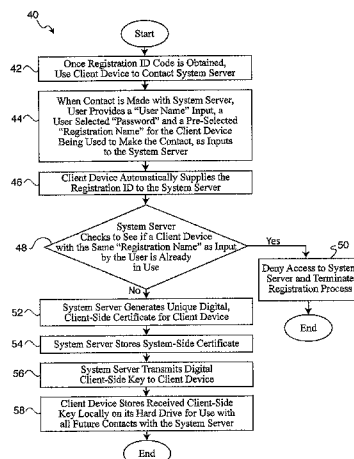 40
Start
42
Once Registration ID Code is Obtained,
Use Client Device to Contact System Server
44
When Contact is Made with System Server,
User Provides a "User Name" Input, a
User Selected "Password" and a Pre-Selected
"Registration Name" for the Client Device
Being Used to Make the Contact, as Inputs
to the System Server
46
Client Device Automatically Supplies the
Registration ID to the System Server
48
System Server
Checks to See if a Client Device
with the Same "Registration Name" as Input
by the User is Already
in Use
Yes
50
Deny Access to System
Server and Terminate
Registration Process
End
No
52
System Server Generates Unique Digital,
Client-Side Certificate for Client Device
54
System Server Stores System-Side Certificate
56
System Server Transmits Digital
Client-Side Key to Client Device
58
Client Device Stores Received Client-Side
Key Locally on its Hard Drive for Use with
all Future Contacts with the System Server
End